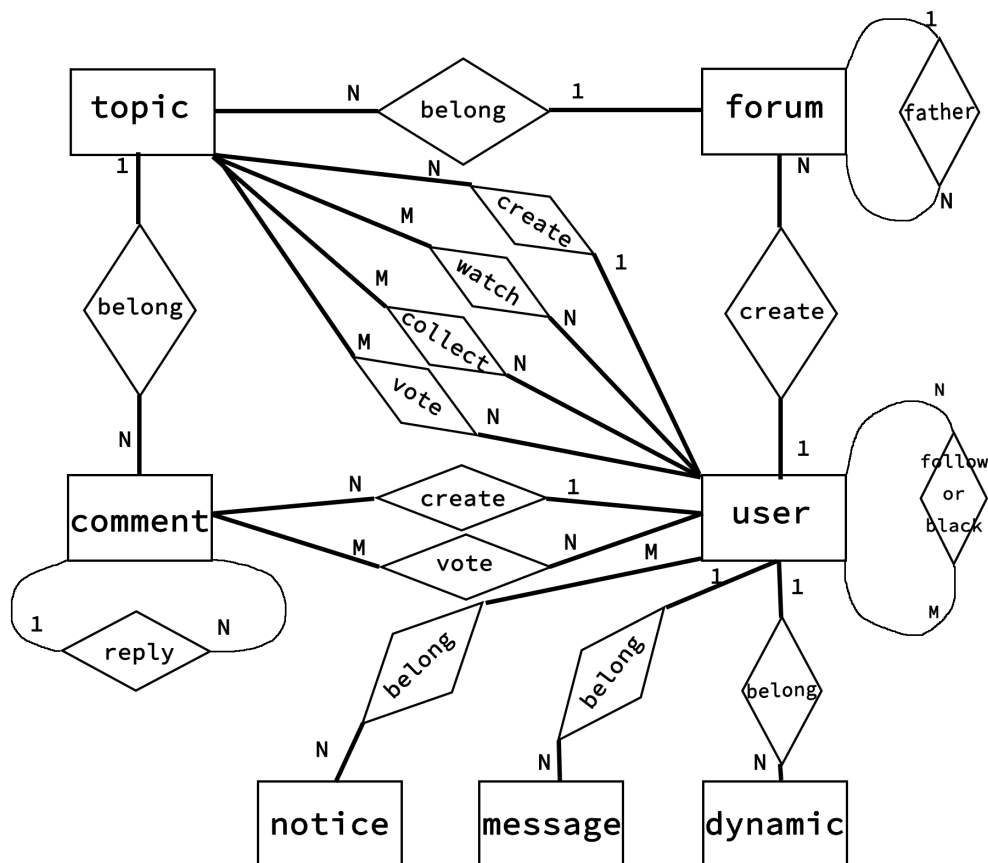 1
N
1
topic
belong
forum
father
1
N
N
N
M
create
1
watch
M
N
belong
collect
create
M
N
vote
N
N
N
1
follow
N
1
create
or
comment
user
black
M
N
vote
M
1
1
M
1
N
reply
belong
belong
belong
N
N
N
notice
message
dynamic